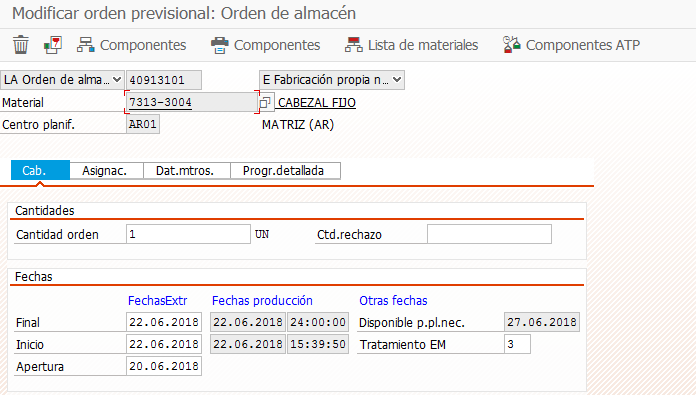 Modificar orden previsional: Orden de almacén
Componentes Componentes Lista de materiales Componentes ATP
LA Orden de alma... 40913101 E Fabricación propia n...
Material 7313-3004 CABEZAL FIJO
Centro planif. AR01 MATRIZ (AR)
Cab. Asignac. Dat.mtros. Progr.detallada
Cantidades
Cantidad orden 1 UN Ctd.rechazo
Fechas
FechasExtr Fechas producción Otras fechas
Final 22.06.2018 22.06.2018 24:00:00 Disponible p.pl.nec. 27.06.2018
Inicio 22.06.2018 22.06.2018 15:39:50 Tratamiento EM 3
Apertura 20.06.2018